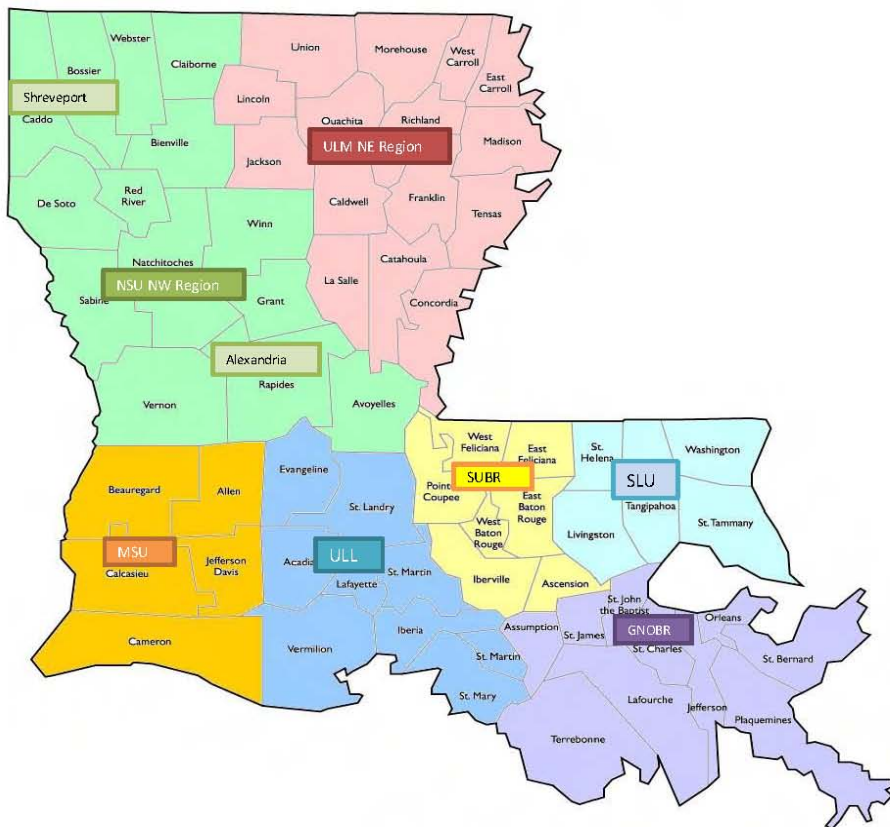 Webster
Union
Morehouse
West
Carroll
Claiborne
Bossier
East
Carroll
Shreveport
Caddo
Lincoln
Ouachita
Richland
Bienville
ULM NE Region
Madison
Jackson
Red
River
De Soto
Caldwell
Franklin
Tensas
Winn
Natchitoches
Catahoula
NSU NW Region
Sabine
Grant
La Salle
Concordia
Alexandria
Rapides
Vernon
Avoyelles
West
Feliciana
East
Feliciana
St.
Helena
Washington
Evangeline
SUBR
SLU
Beauregard
Allen
Pointe
Coupee
East
Baton
Rouge
Tangipahoa
St. Landry
St. Tammany
West
Baton
Rouge
Livingston
MSU
Calcasieu
Jefferson
Davis
Acadia
ULL
Lafayette
St. Martin
Iberville
Ascension
St. John
the Baptist
Orleans
Cameron
Vermilion
Iberia
Assumption
St. James
GNOBR
St. Charles
St. Martin
St. Bernard
St. Mary
Lafourche
Jefferson
Plaquemines
Terrebonne